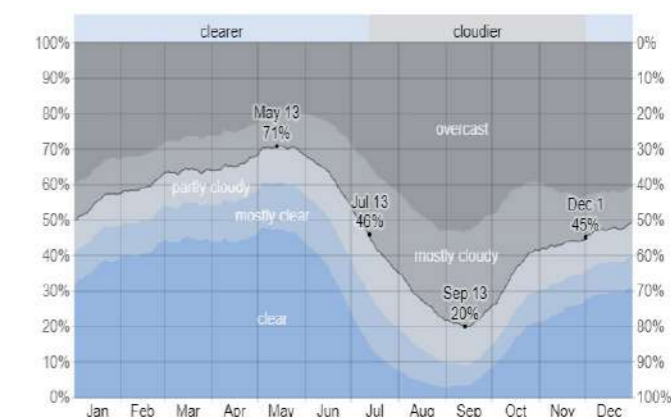 clearer cloudier
100% 0%
90% 10%
80% 20%
May 13
71%
overcast
70% 30%
partly cloudy
60% 40%
mostly clear
Jul 13
46%
Dec 1
45%
50% 50%
40% 60%
mostly cloudy
30% 70%
Sep 13
20%
clear
20% 80%
10% 90%
0% 100%
Jan Feb Mar Apr May Jun Jul Aug Sep Oct Nov Dec